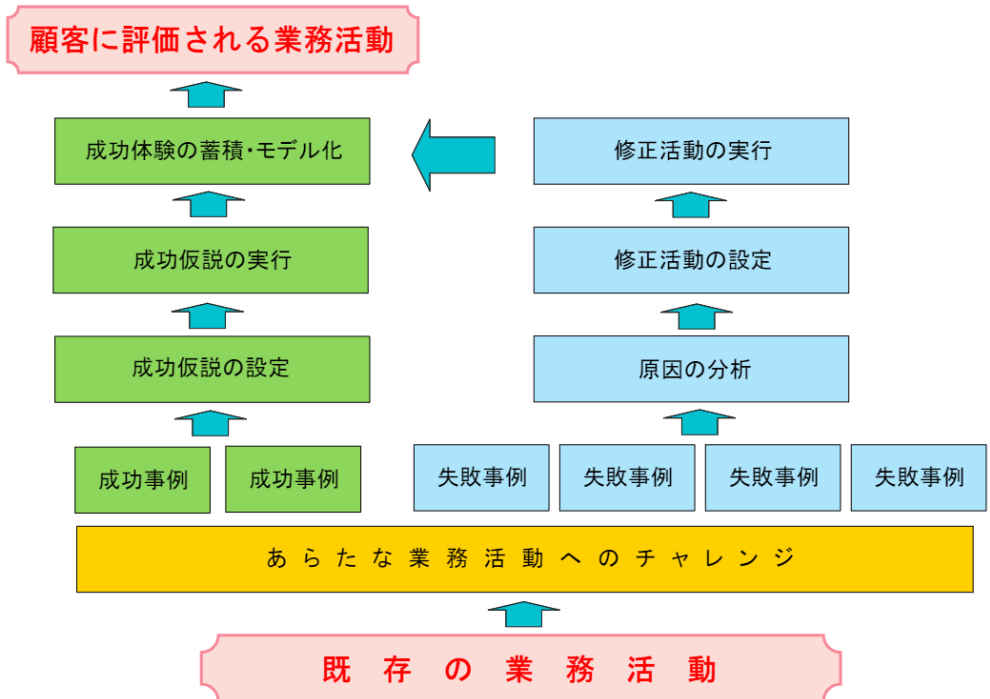 顧客に評価される業務活動
成功体験の蓄積・モデル化
修正活動の実行
成功仮説の実行
修正活動の設定
成功仮説の設定
原因の分析
成功事例
成功事例
失敗事例
失敗事例
失敗事例
失敗事例
あらたな業務活動へのチャレンジ
既存の業務活動